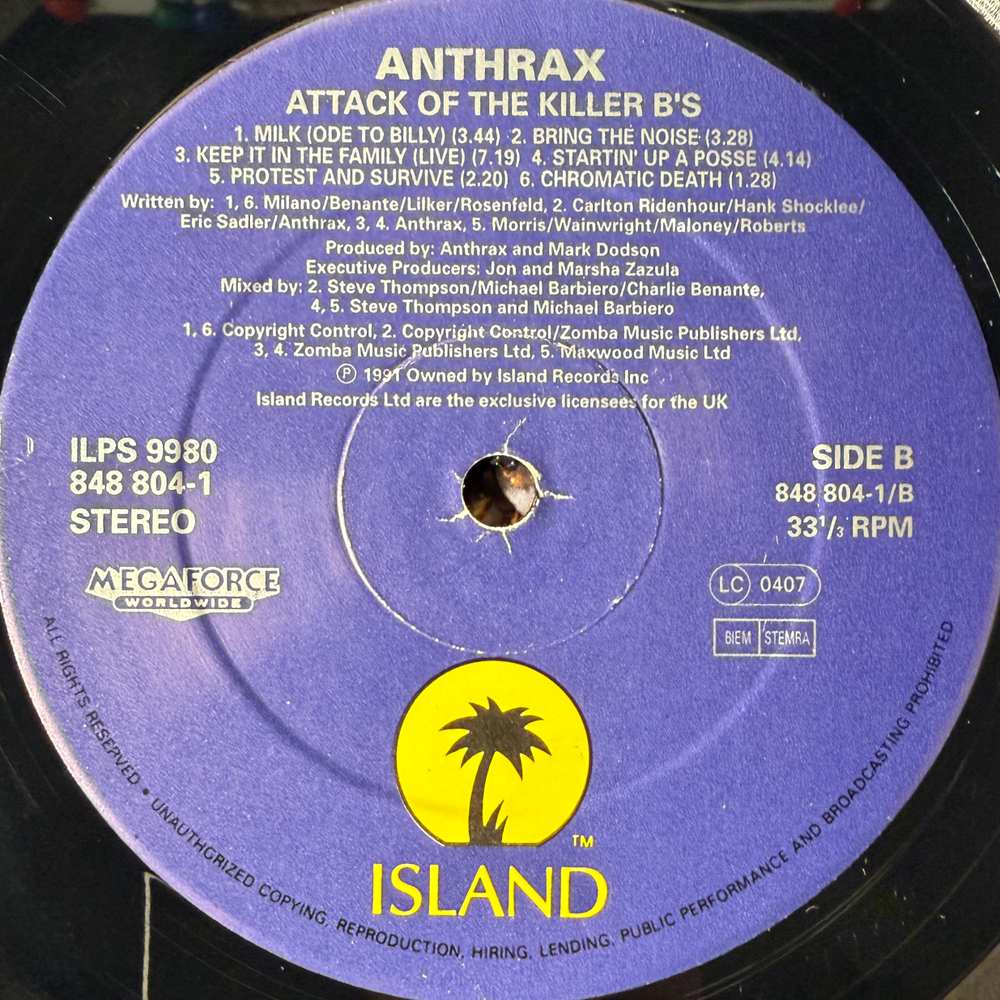 ANTHRAX
ATTACK OF THE KILLER B'S
1. MILK (ODE TO BILLY) (3.44) 2. BRING THE NOISE (3.28)
3. KEEP IT IN THE FAMILY (LIVE) (7.19) 4. STARTIN' UP A POSSE (4.14)
5. PROTEST AND SURVIVE (2.20) 6. CHROMATIC DEATH (1.28)
Written by: 1, 6. Milano/Benante/Lilker/Rosenfeld, 2. Carlton Ridenhour/Hank Shocklee/
Eric Sadler/Anthrax, 3, 4. Anthrax, 5. Morris/Wainwright/Maloney/Roberts
Produced by: Anthrax and Mark Dodson
Executive Producers: Jon and Marsha Zazula
Mixed by: 2. Steve Thompson/Michael Barbiero/Charlie Benante,
4, 5. Steve Thompson and Michael Barbiero
1, 6. Copyright Control, 2. Copyright Control/Zomba Music Publishers Ltd,
3, 4. Zomba Music Publishers Ltd, 5. Maxwood Music Ltd
Ⓟ 1991 Owned by Island Records Inc
Island Records Ltd are the exclusive licensees for the UK
ILPS 9980
848 804-1
STEREO
SIDE B
848 804-1/B
33⅓ RPM
MEGAFORCE
WORLDWIDE
LC 0407
BIEM STEMRA
TM
ISLAND
ALL RIGHTS RESERVED • UNAUTHORIZED COPYING, REPRODUCTION, HIRING, LENDING, PUBLIC PERFORMANCE AND BROADCASTING PROHIBITED